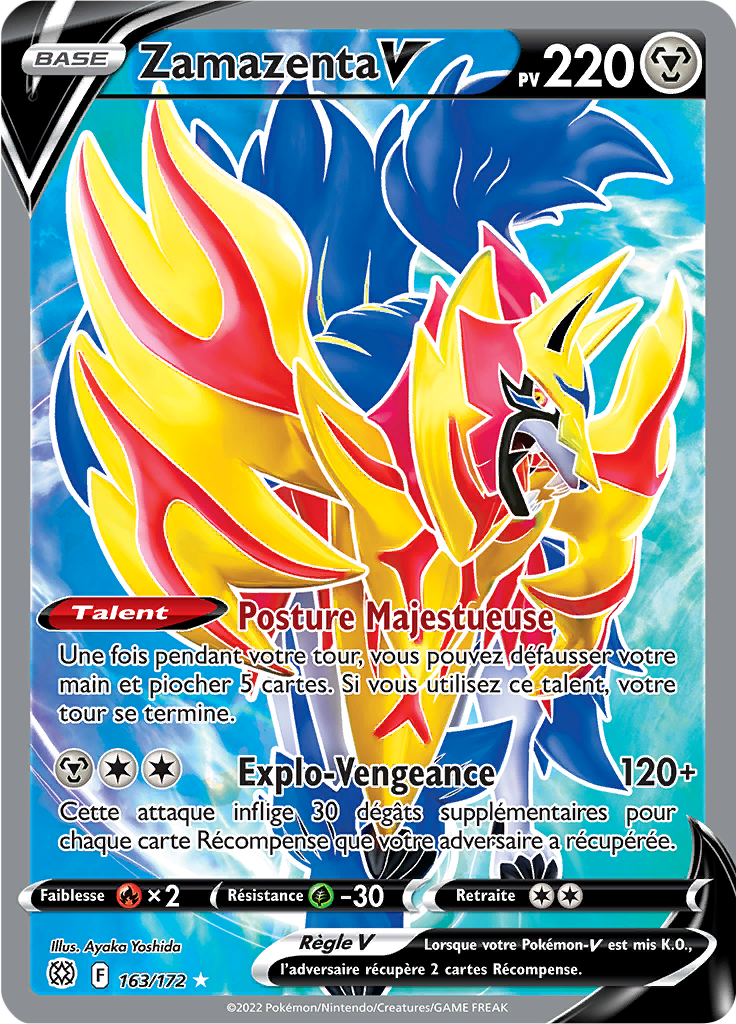 BASE Zamazenta V PV 220
Talent Posture Majestueuse
Une fois pendant votre tour, vous pouvez défausser votre
main et piocher 5 cartes. Si vous utilisez ce talent, votre
tour se termine.
Explo-Vengeance 120+
Cette attaque inflige 30 dégâts supplémentaires pour
chaque carte Récompense que votre adversaire a récupérée.
Faiblesse ×2 Résistance -30 Retraite
Illus. Ayaka Yoshida
Règle V Lorsque votre Pokémon-V est mis K.O.,
l'adversaire récupère 2 cartes Récompense.
F 163/172 ★
©2022 Pokémon/Nintendo/Creatures/GAME FREAK